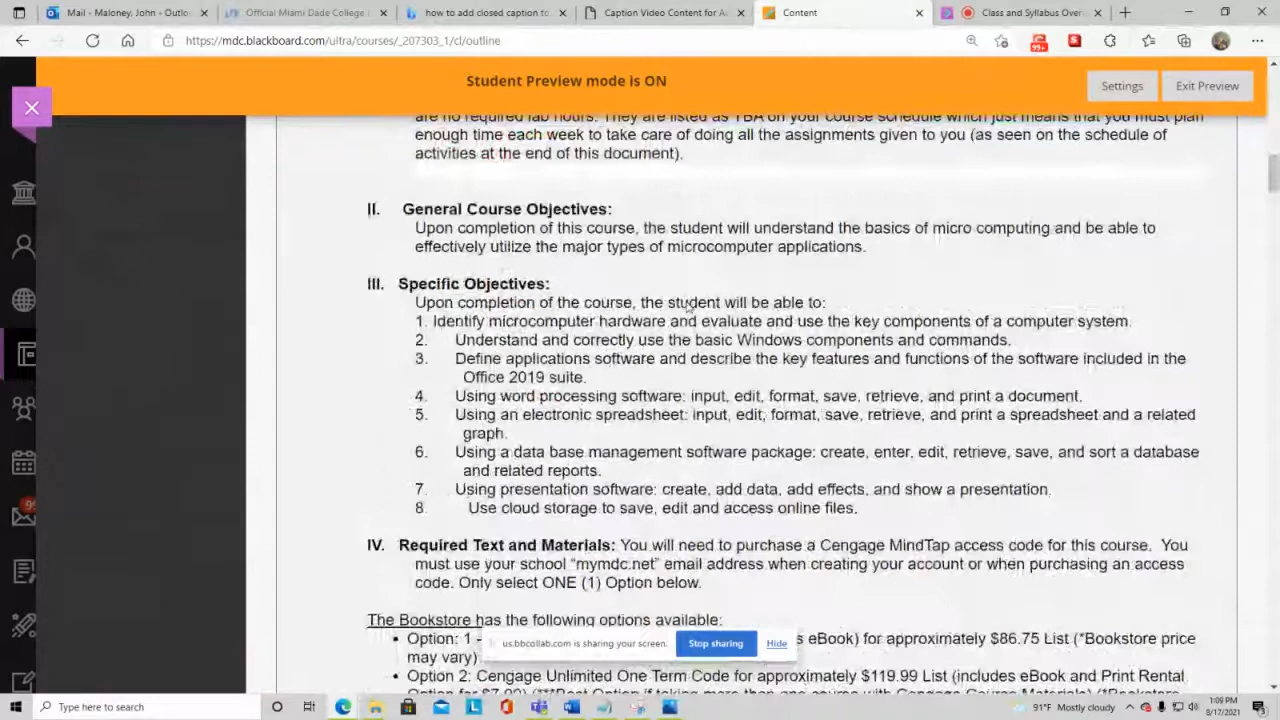 Mail - Maloney, John - Outlo
Official Miami Dade College
how to add closed caption to
Caption Video Content for A
Content
Class and Syllabus Over
https://mdc.blackboard.com/ultra/courses/_207303_1/cl/outline
99+
Student Preview mode is ON
Settings
Exit Preview
are no required lab hours. They are listed as TBA on your course schedule which just means that you must plan
enough time each week to take care of doing all the assignments given to you (as seen on the schedule of
activities at the end of this document).
II. General Course Objectives:
Upon completion of this course, the student will understand the basics of micro computing and be able to
effectively utilize the major types of microcomputer applications.
III. Specific Objectives:
Upon completion of the course, the student will be able to:
1. Identify microcomputer hardware and evaluate and use the key components of a computer system.
2. Understand and correctly use the basic Windows components and commands.
3. Define applications software and describe the key features and functions of the software included in the
Office 2019 suite.
4. Using word processing software: input, edit, format, save, retrieve, and print a document.
5. Using an electronic spreadsheet: input, edit, format, save, retrieve, and print a spreadsheet and a related
graph.
6. Using a data base management software package: create, enter, edit, retrieve, save, and sort a database
and related reports.
7. Using presentation software: create, add data, add effects, and show a presentation.
8. Use cloud storage to save, edit and access online files.
IV. Required Text and Materials: You will need to purchase a Cengage MindTap access code for this course. You
must use your school “mymdc.net” email address when creating your account or when purchasing an access
code. Only select ONE (1) Option below.
The Bookstore has the following options available:
• Option: 1 - s eBook) for approximately $86.75 List (*Bookstore price
may vary)
us.bbcollab.com is sharing your screen.
Stop sharing
Hide
• Option 2: Cengage Unlimited One Term Code for approximately $119.99 List (includes eBook and Print Rental
Type here to search
91°F Mostly cloudy
1:09 PM
8/17/2021